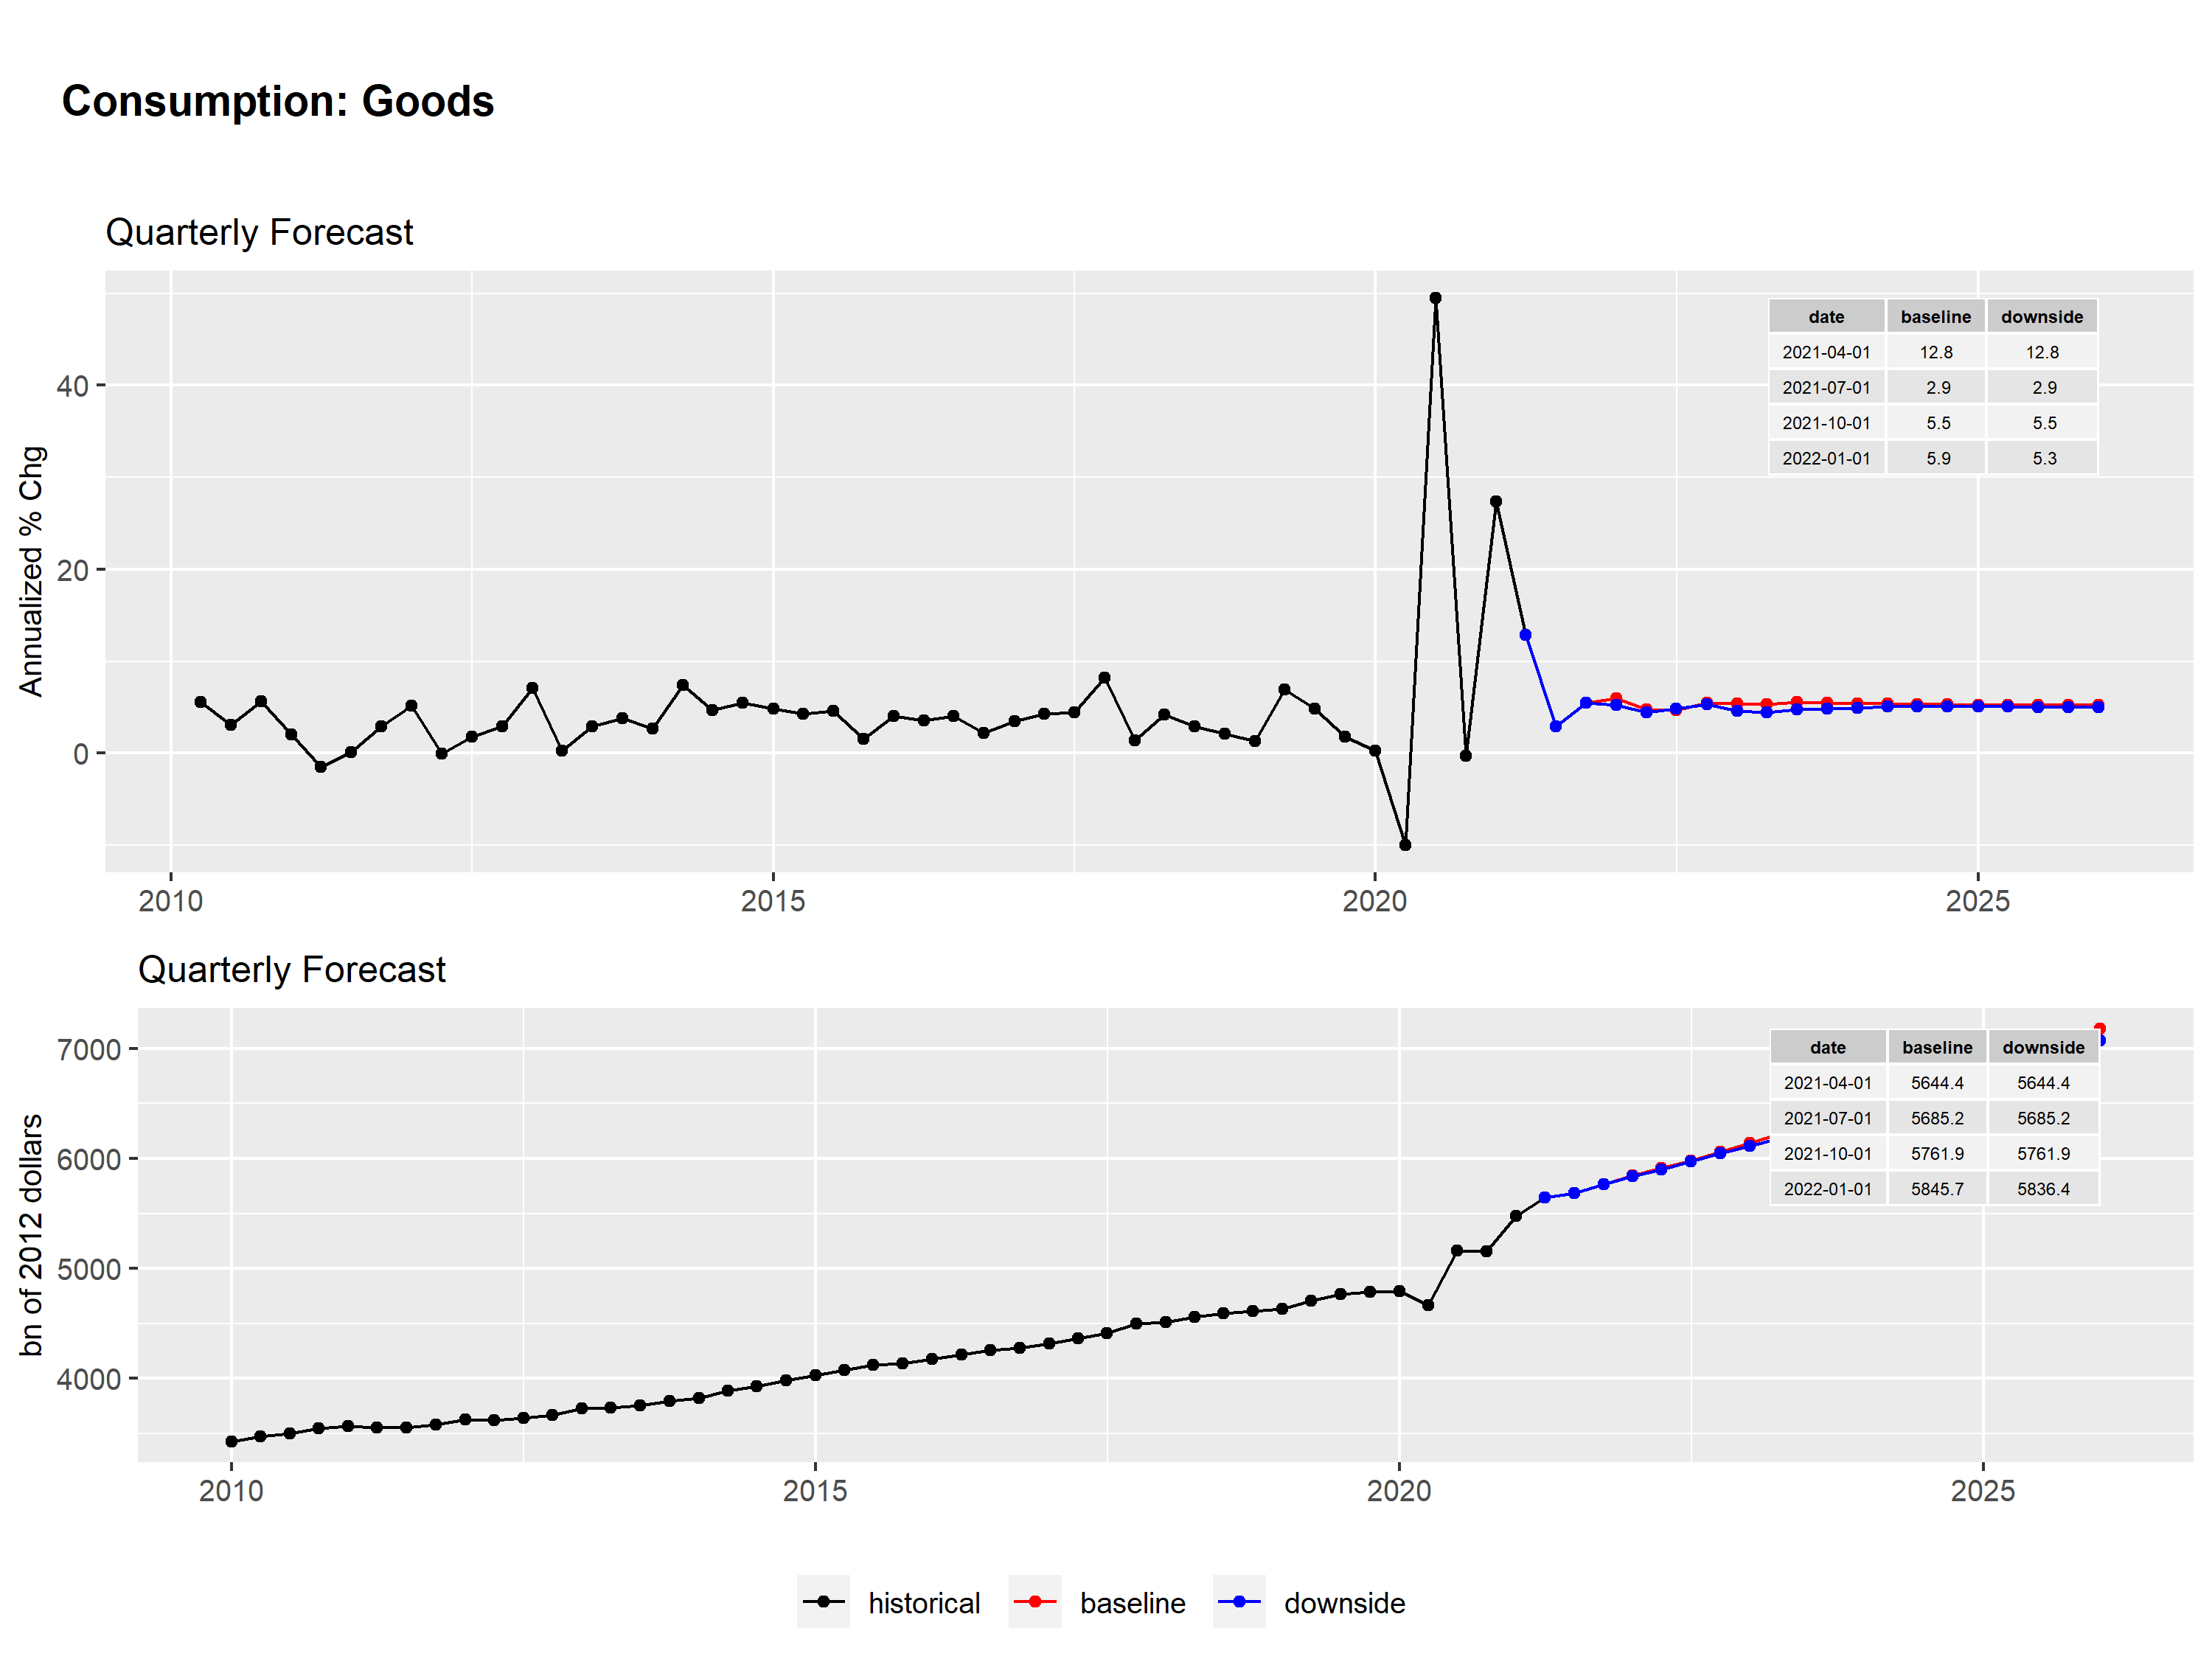 Consumption: Goods
Quarterly Forecast
Annualized % Chg
40
20
0
date baseline downside
2021-04-01 12.8 12.8
2021-07-01 2.9 2.9
2021-10-01 5.5 5.5
2022-01-01 5.9 5.3
2010 2015 2020 2025
Quarterly Forecast
bn of 2012 dollars
7000
6000
5000
4000
date baseline downside
2021-04-01 5644.4 5644.4
2021-07-01 5685.2 5685.2
2021-10-01 5761.9 5761.9
2022-01-01 5845.7 5836.4
2010 2015 2020 2025
historical baseline downside